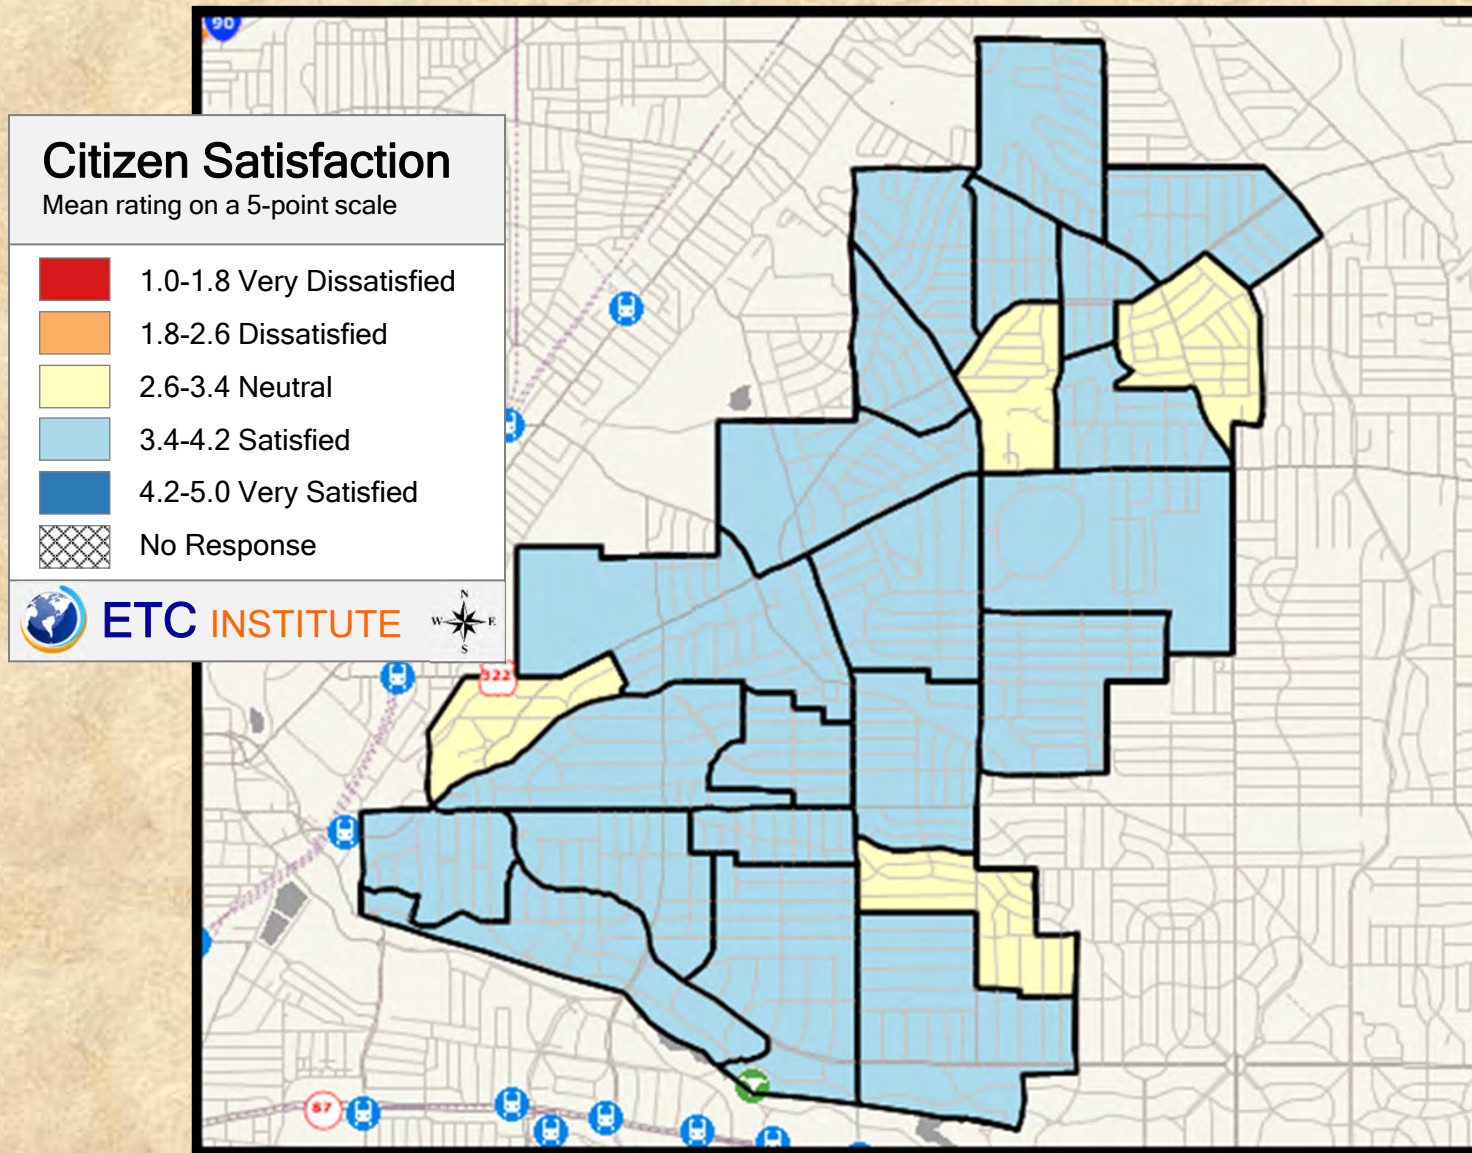 90
Citizen Satisfaction
Mean rating on a 5-point scale
1.0-1.8 Very Dissatisfied
1.8-2.6 Dissatisfied
2.6-3.4 Neutral
3.4-4.2 Satisfied
4.2-5.0 Very Satisfied
No Response
ETC INSTITUTE
N
W E
S
322
87